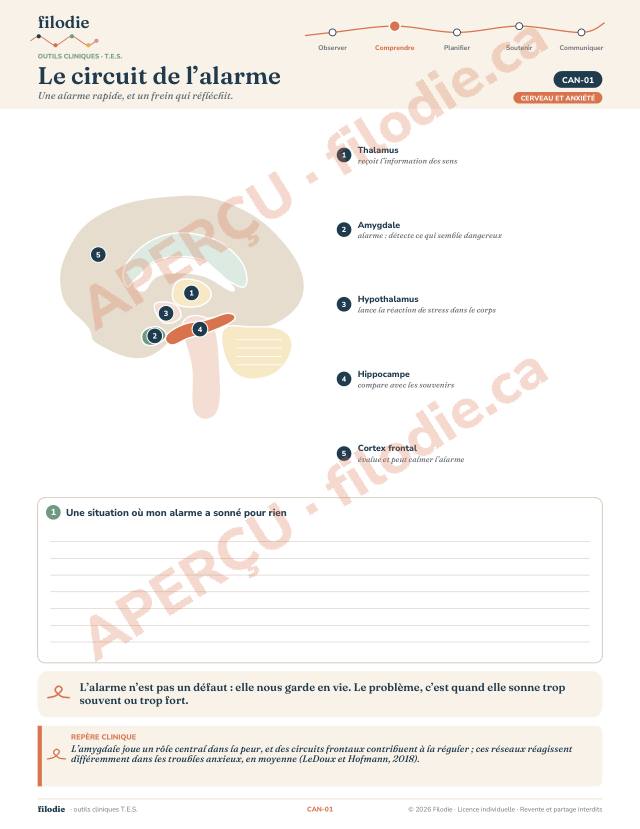 filodie
OUTILS CLINIQUES · T.E.S.
Observer
Comprendre
Planifier
Soutenir
Communiquer
Le circuit de l’alarme
Une alarme rapide, et un frein qui réfléchit.
CAN-01
CERVEAU ET ANXIÉTÉ
APERÇU · filodie.ca
1 Thalamus
reçoit l’information des sens
2 Amygdale
alarme : détecte ce qui semble dangereux
3 Hypothalamus
lance la réaction de stress dans le corps
4 Hippocampe
compare avec les souvenirs
5 Cortex frontal
évalue et peut calmer l’alarme
5
1
3
2
4
APERÇU · filodie.ca
1 Une situation où mon alarme a sonné pour rien
L’alarme n’est pas un défaut : elle nous garde en vie. Le problème, c’est quand elle sonne trop
souvent ou trop fort.
REPÈRE CLINIQUE
L’amygdale joue un rôle central dans la peur, et des circuits frontaux contribuent à la réguler ; ces réseaux réagissent
différemment dans les troubles anxieux, en moyenne (LeDoux et Hofmann, 2018).
filodie · outils cliniques T.E.S.
CAN-01
© 2026 Filodie · Licence individuelle · Revente et partage interdits